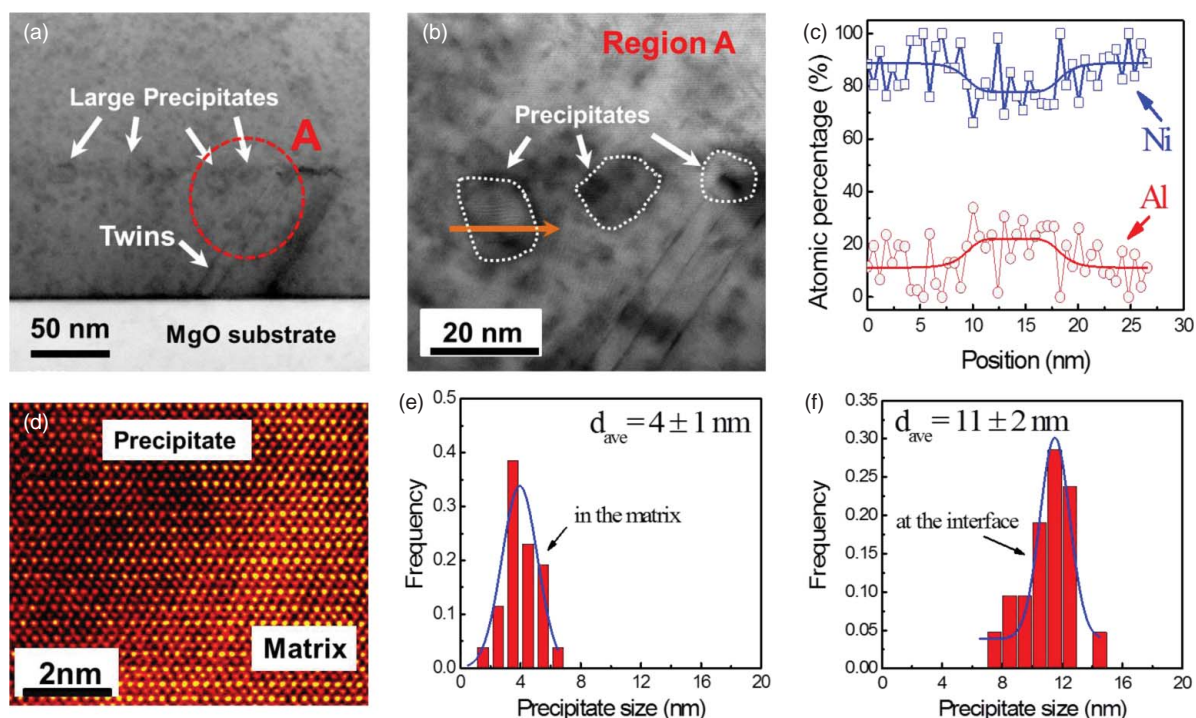 (a)
Large Precipitates
A
Twins
50 nm
MgO substrate
(b)
Region A
Precipitates
20 nm
(c)
Atomic percentage (%)
100
80
60
40
20
0
Ni
Al
0 5 10 15 20 25 30
Position (nm)
(d)
Precipitate
Matrix
2nm
(e)
d_ave = 4 ± 1 nm
in the matrix
Frequency
0.5
0.4
0.3
0.2
0.1
0
0 4 8 12 16 20
Precipitate size (nm)
(f)
d_ave = 11 ± 2 nm
at the interface
Frequency
0.35
0.30
0.25
0.20
0.15
0.10
0.05
0.00
0 4 8 12 16 20
Precipitate size (nm)